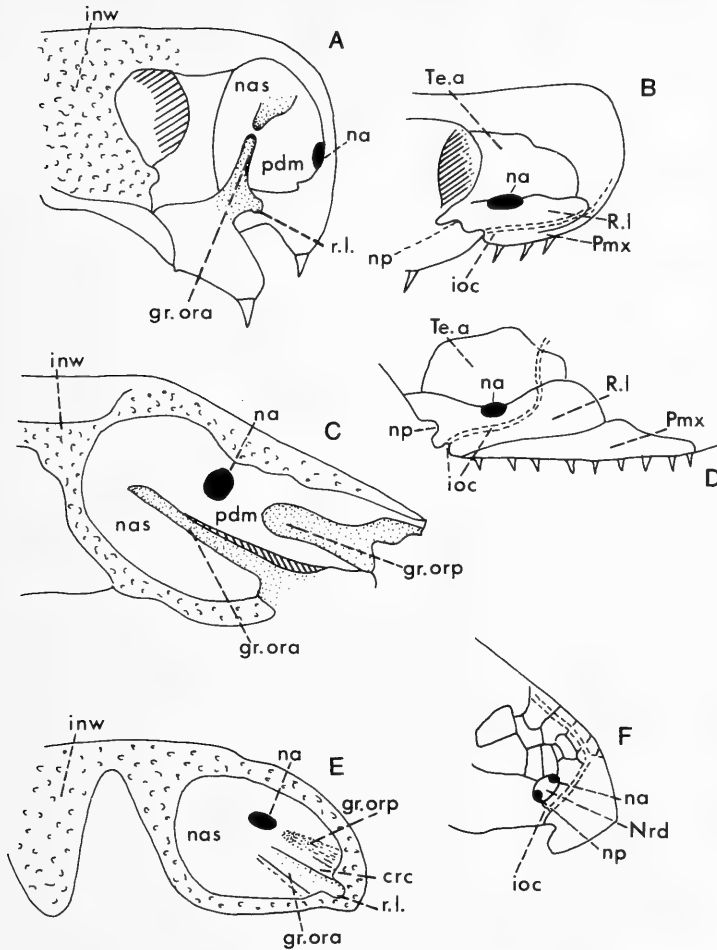 A
inw
nas
na
pdm
r.l.
gr.ora
B
Te.a
na
R.l
Pmx
np
ioc
C
inw
na
nas
pdm
gr.orp
gr.ora
Te.a
na
R.l
np
Pmx
ioc
D
E
inw
na
gr.orp
nas
crc
r.l.
gr.ora
F
na
Nrd
np
ioc